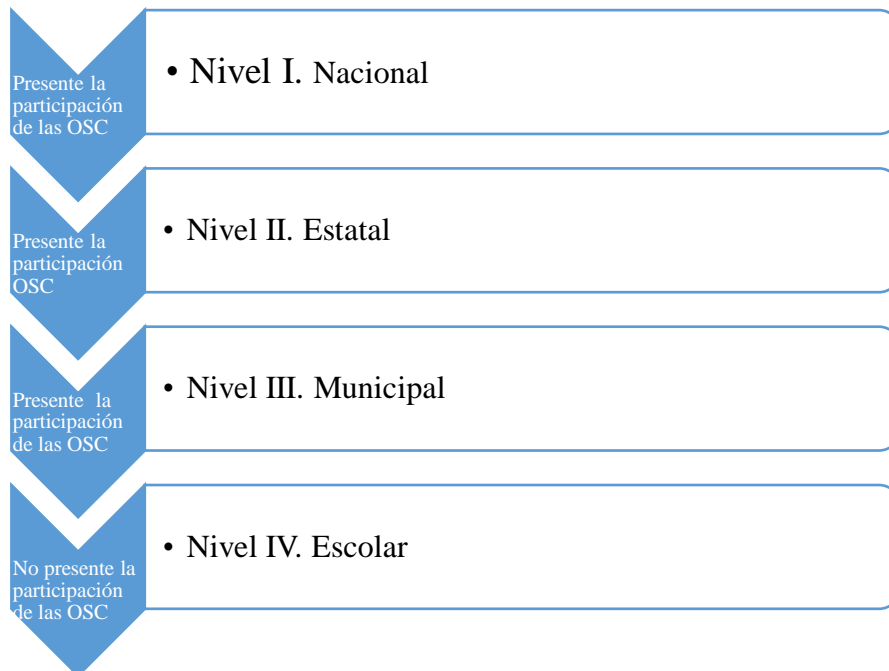 Presente la
participación
de las OSC
• Nivel I. Nacional
Presente la
participación
OSC
• Nivel II. Estatal
Presente la
participación
de las OSC
• Nivel III. Municipal
No presente la
participación
de las OSC
• Nivel IV. Escolar